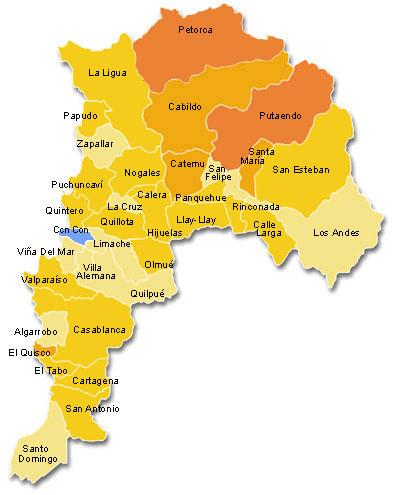 Petorca
La Ligua
Cabildo
Papudo
Putaendo
Zapallar
Santa
María
Catemu
San
Felipe
San Esteban
Nogales
Puchuncaví
Calera
Panquehue
La Cruz
Rinconada
Quintero
Quillota
Llay-Llay
Calle
Larga
Con Con
Hijuelas
Los Andes
Limache
Viña Del Mar
Villa
Alemana
Olmué
Valparaíso
Quilpué
Algarrobo
Casablanca
El Quisco
El Tabo
Cartagena
San Antonio
Santo
Domingo